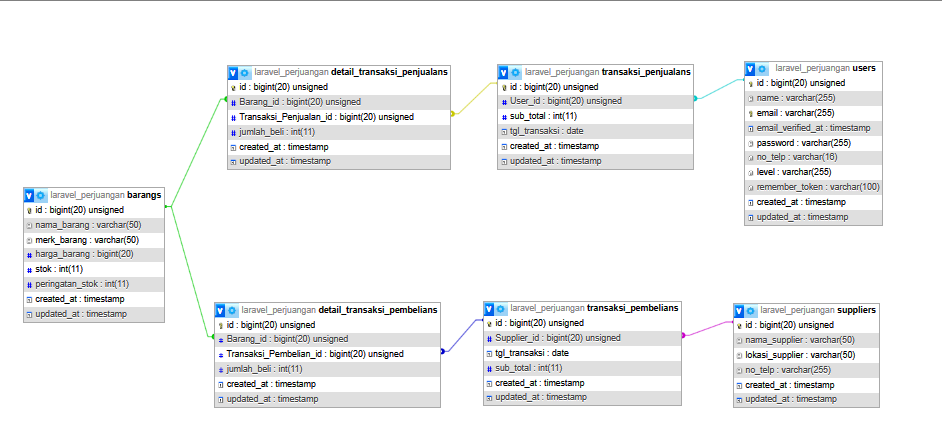 laravel_perjuangan detail_transaksi_penjualans
id : bigint(20) unsigned
Barang_id : bigint(20) unsigned
Transaksi_Penjualan_id : bigint(20) unsigned
jumlah_beli : int(11)
created_at : timestamp
updated_at : timestamp
laravel_perjuangan transaksi_penjualans
id : bigint(20) unsigned
User_id : bigint(20) unsigned
sub_total : int(11)
tgl_transaksi : date
created_at : timestamp
updated_at : timestamp
laravel_perjuangan users
id : bigint(20) unsigned
name : varchar(255)
email : varchar(255)
email_verified_at : timestamp
password : varchar(255)
no_telp : varchar(16)
level : varchar(255)
remember_token : varchar(100)
created_at : timestamp
updated_at : timestamp
laravel_perjuangan barangs
id : bigint(20) unsigned
nama_barang : varchar(50)
merk_barang : varchar(50)
harga_barang : bigint(20)
stok : int(11)
peringatan_stok : int(11)
created_at : timestamp
updated_at : timestamp
laravel_perjuangan detail_transaksi_pembelians
id : bigint(20) unsigned
Barang_id : bigint(20) unsigned
Transaksi_Pembelian_id : bigint(20) unsigned
jumlah_beli : int(11)
created_at : timestamp
updated_at : timestamp
laravel_perjuangan transaksi_pembelians
id : bigint(20) unsigned
Supplier_id : bigint(20) unsigned
tgl_transaksi : date
sub_total : int(11)
created_at : timestamp
updated_at : timestamp
laravel_perjuangan suppliers
id : bigint(20) unsigned
nama_supplier : varchar(50)
lokasi_supplier : varchar(50)
no_telp : varchar(255)
created_at : timestamp
updated_at : timestamp